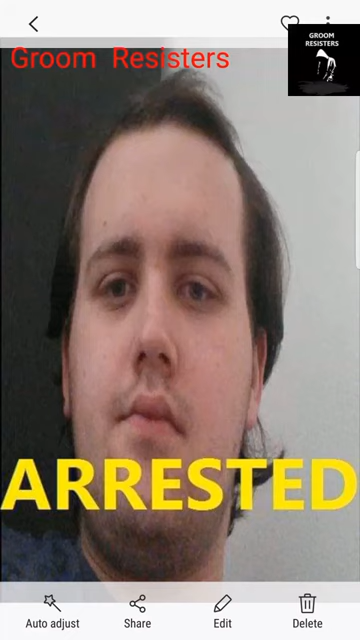 Groom Resisters
GROOM
RESISTERS
ARRESTED
Auto adjust
Share
Edit
Delete